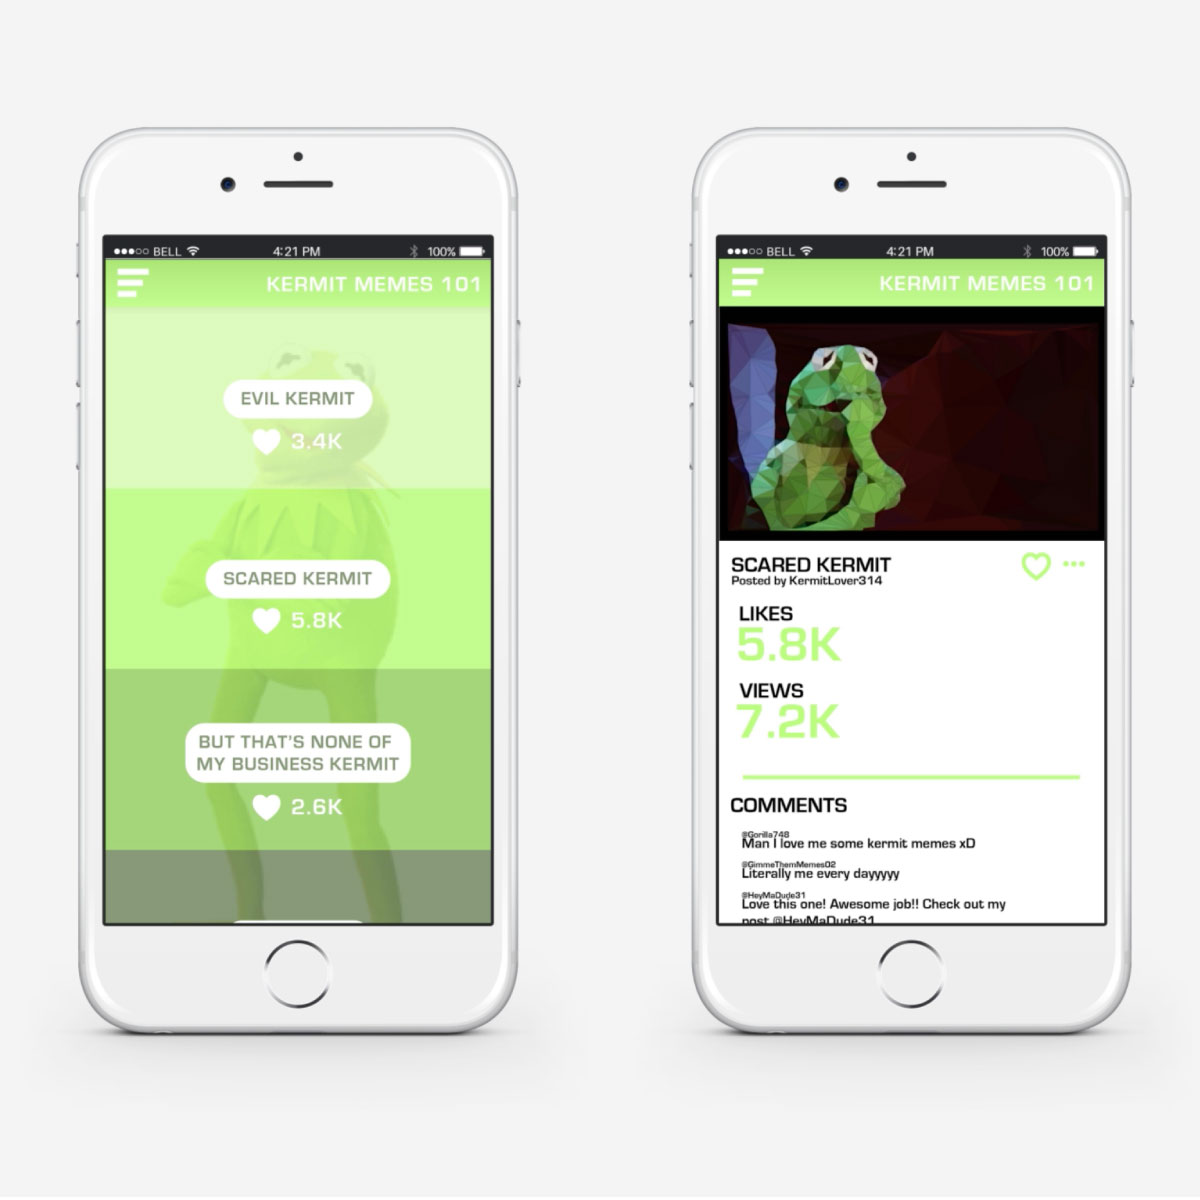 BELL 4:21 PM 100%
KERMIT MEMES 101
EVIL KERMIT
3.4K
SCARED KERMIT
5.8K
BUT THAT'S NONE OF
MY BUSINESS KERMIT
2.6K
BELL 4:21 PM 100%
KERMIT MEMES 101
SCARED KERMIT
Posted by KermitLover314
LIKES
5.8K
VIEWS
7.2K
COMMENTS
@Gorilla748
Man I love me some kermit memes xD
@GimmeThemMemes02
Literally me every dayyyyy
@HeyMaDude31
Love this one! Awesome job!! Check out my
post @HeyMaDude31